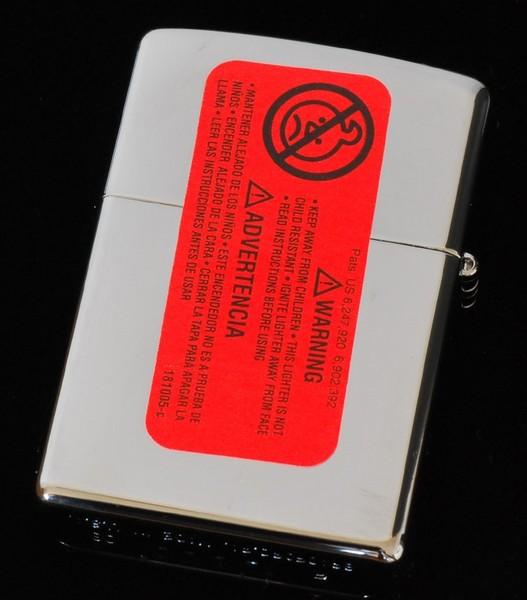 Pats. US 6,247,920 6,902,392
⚠WARNING
• KEEP AWAY FROM CHILDREN • THIS LIGHTER IS NOT
CHILD RESISTANT • IGNITE LIGHTER AWAY FROM FACE
• READ INSTRUCTIONS BEFORE USING
⚠ADVERTENCIA
• MANTENER ALEJADO DE LOS NIÑOS • ESTE ENCENDEDOR NO ES A PRUEBA DE
NIÑOS • ENCENDER ALEJADO DE LA CARA • CERRAR LA TAPA PARA APAGAR LA
LLAMA • LEER LAS INSTRUCCIONES ANTES DE USAR
181005-c